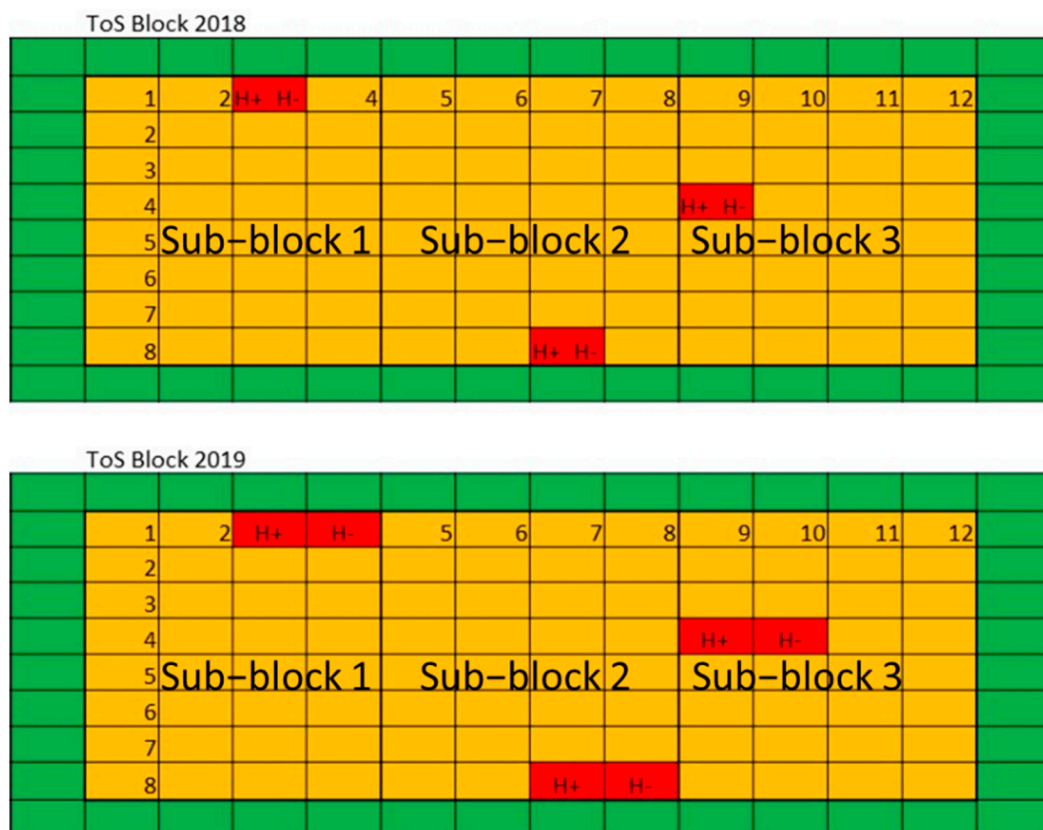 ToS Block 2018
1 2 H+ H- 4 5 6 7 8 9 10 11 12
2
3
4 H+ H-
5 Sub-block 1 Sub-block 2 Sub-block 3
6
7
8 H+ H-
ToS Block 2019
1 2 H+ H- 5 6 7 8 9 10 11 12
2
3
4 H+ H-
5 Sub-block 1 Sub-block 2 Sub-block 3
6
7
8 H+ H-